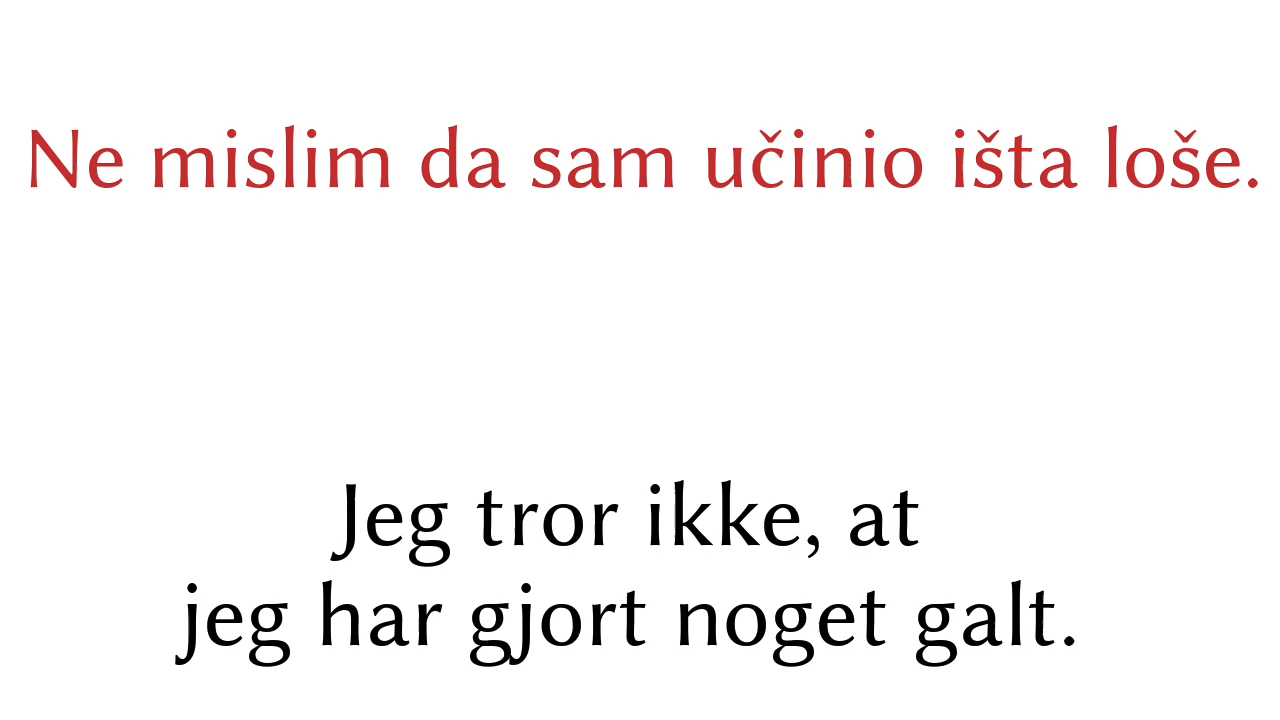 Ne mislim da sam učinio išta loše.
Jeg tror ikke, at
jeg har gjort noget galt.